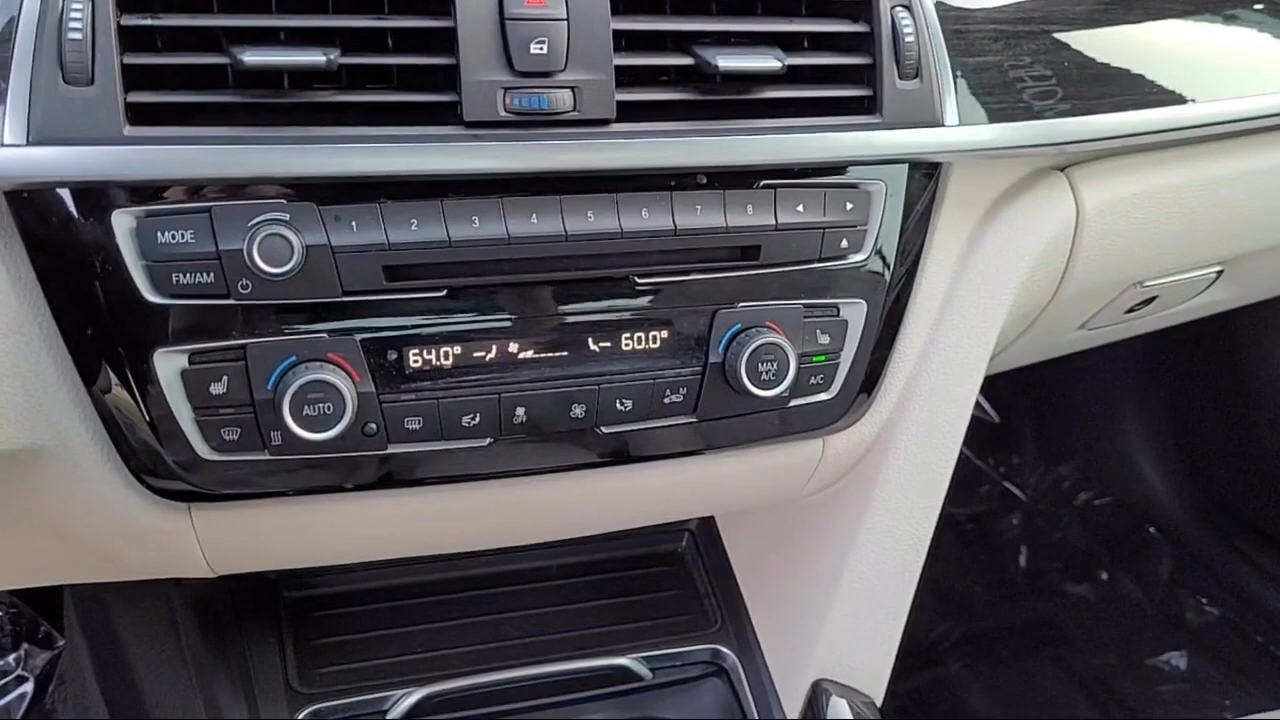 MODE
1 2 3 4 5 6 7 8
FM/AM
64.0° 60.0°
AUTO
MAX
A/C
A/C
OFF
A M